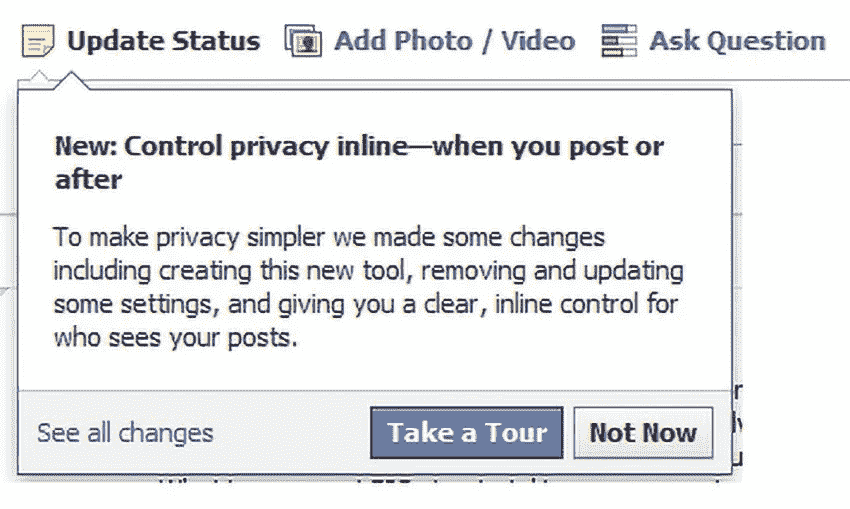 Update Status Add Photo / Video Ask Question
New: Control privacy inline—when you post or
after
To make privacy simpler we made some changes
including creating this new tool, removing and updating
some settings, and giving you a clear, inline control for
who sees your posts.
See all changes Take a Tour Not Now